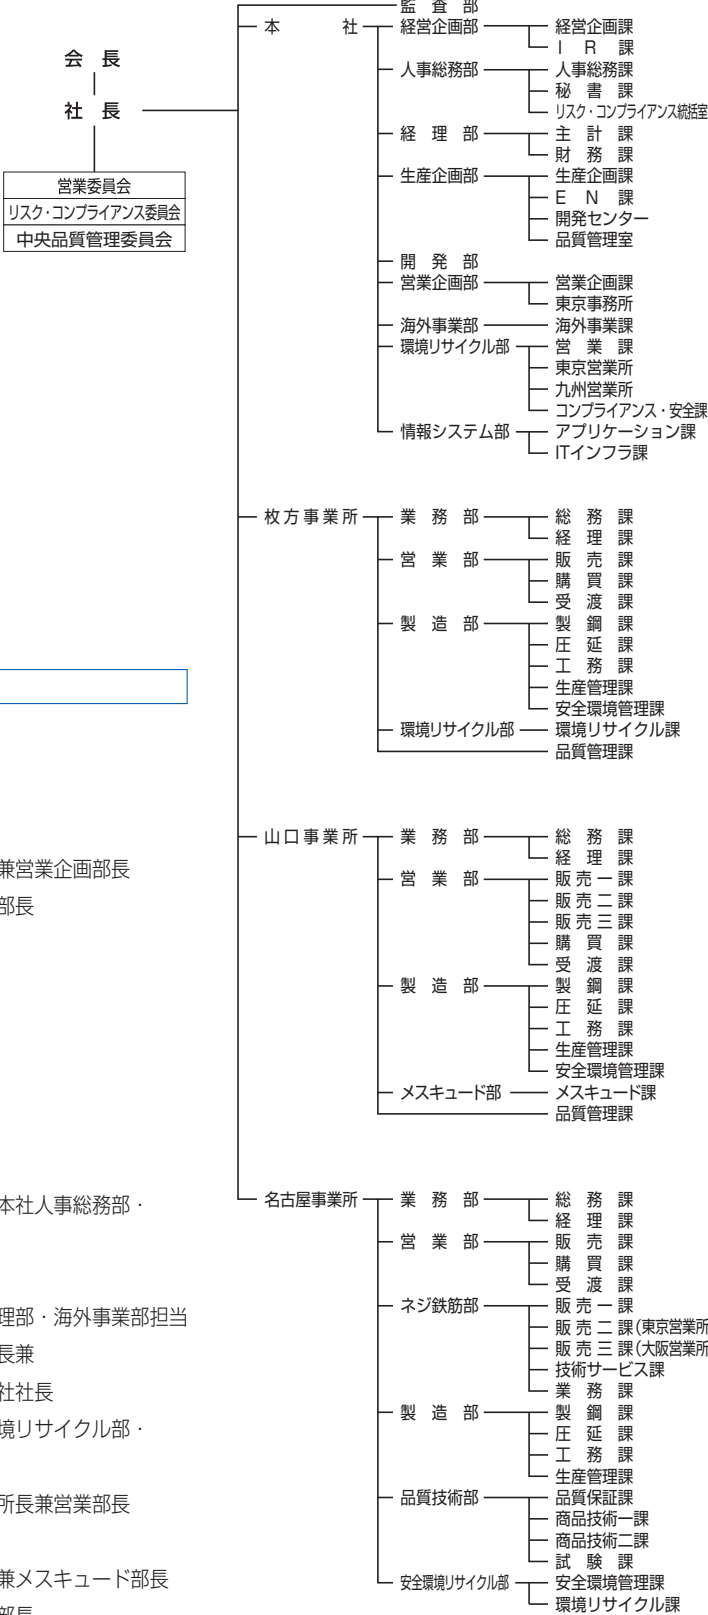 監査部
本社 経営企画部 経営企画課
IR課
会長
人事総務部 人事総務課
秘書課
社長
リスク・コンプライアンス統括室
経理部 主計課
財務課
営業委員会
リスク・コンプライアンス委員会
中央品質管理委員会
生産企画部 生産企画課
EN課
開発センター
品質管理室
開発部
営業企画部 営業企画課
東京事務所
海外事業部 海外事業課
環境リサイクル部 営業課
東京営業所
九州営業所
コンプライアンス・安全課
情報システム部 アプリケーション課
ITインフラ課
枚方事業所 業務部 総務課
経理課
営業部 販売課
購買課
受渡課
製造部 製鋼課
圧延課
工務課
生産管理課
安全環境管理課
環境リサイクル部 環境リサイクル課
品質管理課
山口事業所 業務部 総務課
経理課
営業部 販売一課
販売二課
販売三課
購買課
受渡課
製造部 製鋼課
圧延課
工務課
生産管理課
安全環境管理課
メスキュード部 メスキュード課
品質管理課
名古屋事業所 業務部 総務課
経理課
営業部 販売課
購買課
受渡課
ネジ鉄筋部 販売一課
販売二課(東京営業所
販売三課(大阪営業所
技術サービス課
業務課
製造部 製鋼課
圧延課
工務課
生産管理課
品質技術部 品質保証課
商品技術一課
商品技術二課
試験課
安全環境リサイクル部 安全環境管理課
環境リサイクル課
兼営業企画部長
部長
本社人事総務部・
理部・海外事業部担当
長兼
社社長
境リサイクル部・
所長兼営業部長
兼メスキュード部長